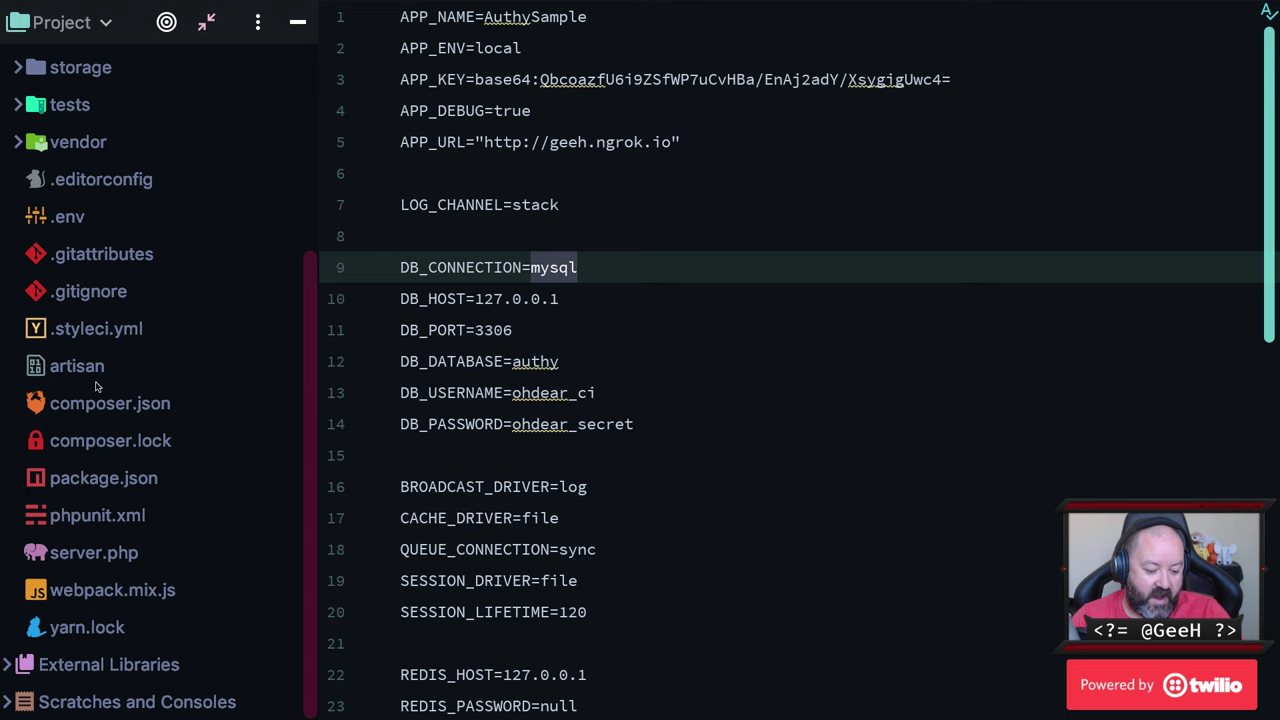 Project
storage
tests
vendor
.editorconfig
.env
.gitattributes
.gitignore
.styleci.yml
artisan
composer.json
composer.lock
package.json
phpunit.xml
server.php
webpack.mix.js
yarn.lock
External Libraries
Scratches and Consoles
1 APP_NAME=AuthySample
2 APP_ENV=local
3 APP_KEY=base64:QbcoazfU6i9ZSfWP7uCvHBa/EnAj2adY/XsygigUwc4=
4 APP_DEBUG=true
5 APP_URL="http://geeh.ngrok.io"
6
7 LOG_CHANNEL=stack
8
9 DB_CONNECTION=mysql
10 DB_HOST=127.0.0.1
11 DB_PORT=3306
12 DB_DATABASE=authy
13 DB_USERNAME=ohdear_ci
14 DB_PASSWORD=ohdear_secret
15
16 BROADCAST_DRIVER=log
17 CACHE_DRIVER=file
18 QUEUE_CONNECTION=sync
19 SESSION_DRIVER=file
20 SESSION_LIFETIME=120
21
22 REDIS_HOST=127.0.0.1
23 REDIS_PASSWORD=null
<?= @GeeH ?>
Powered by twilio